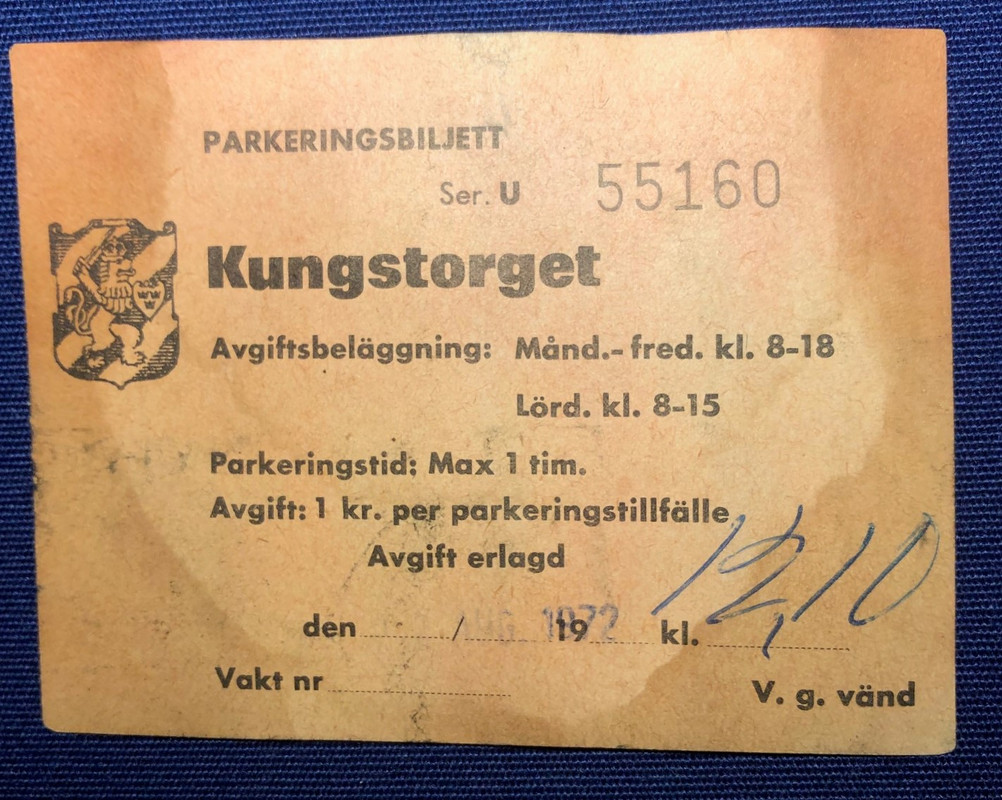 PARKERINGSBILJETT
Ser. U 55160
Kungstorget
Avgiftsbeläggning: Månd.- fred. kl. 8-18
Lörd. kl. 8-15
Parkeringstid: Max 1 tim.
Avgift: 1 kr. per parkeringstillfälle
Avgift erlagd
den / AUG. 1972 19 kl. 12,10
Vakt nr
V. g. vänd